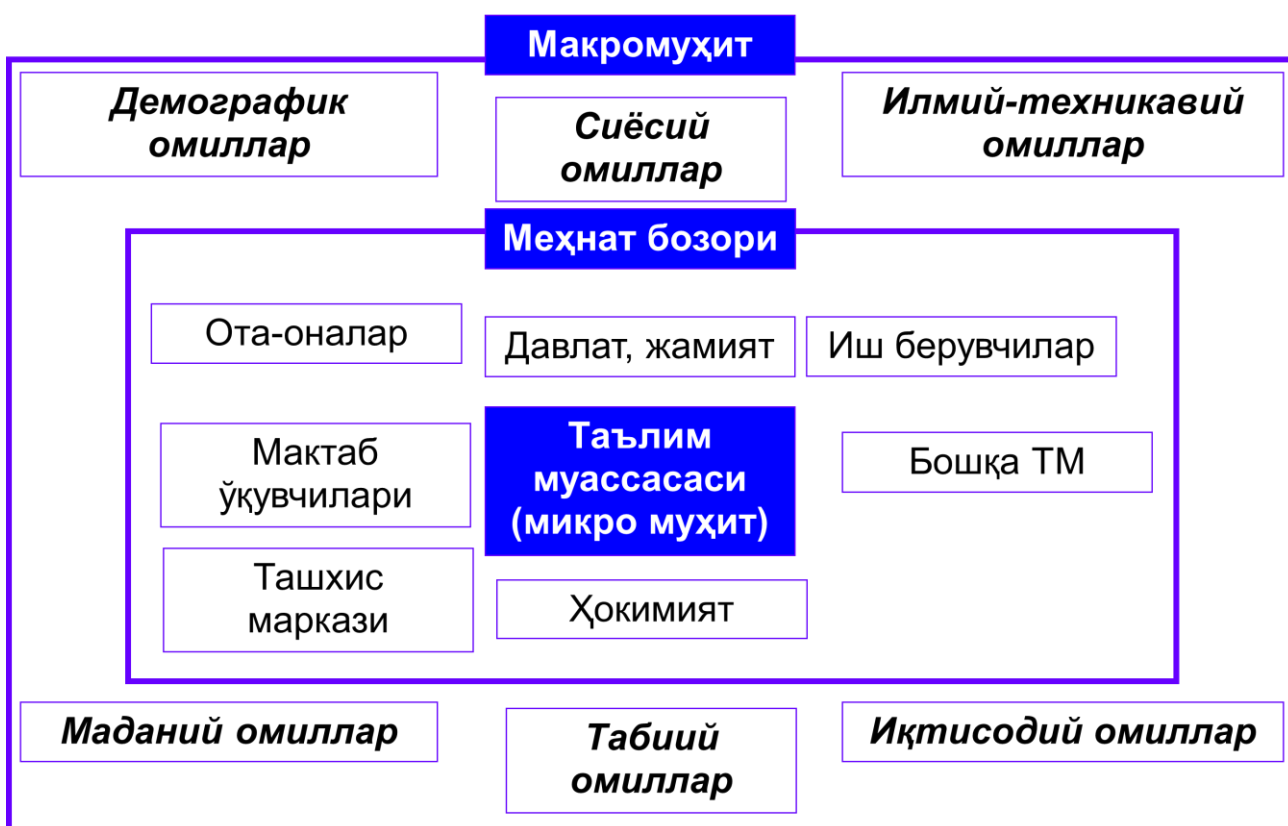 Макромуҳит
Демографик
омиллар
Сиёсий
омиллар
Илмий-техникавий
омиллар
Меҳнат бозори
Ота-оналар
Давлат, жамият
Иш берувчилар
Мактаб
ўқувчилари
Таълим
муассасаси
(микро муҳит)
Бошқа ТМ
Ташхис
маркази
Ҳокимият
Маданий омиллар
Табиий
омиллар
Иқтисодий омиллар